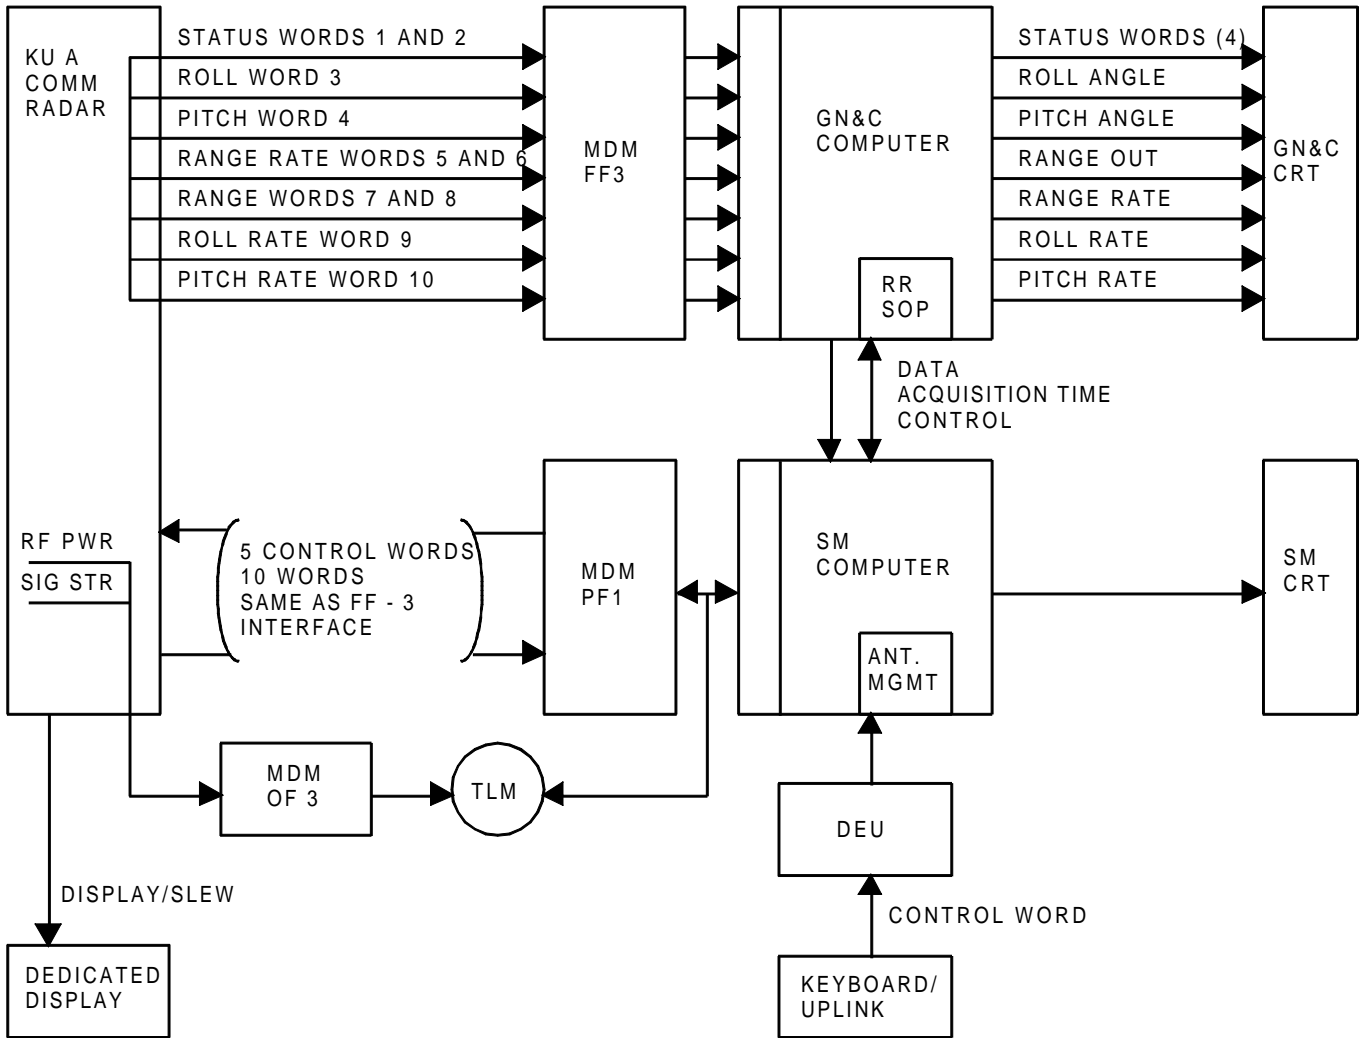 KU A
COMM
RADAR
STATUS WORDS 1 AND 2
ROLL WORD 3
PITCH WORD 4
RANGE RATE WORDS 5 AND 6
RANGE WORDS 7 AND 8
ROLL RATE WORD 9
PITCH RATE WORD 10
MDM
FF3
GN&C
COMPUTER
RR
SOP
STATUS WORDS (4)
ROLL ANGLE
PITCH ANGLE
RANGE OUT
RANGE RATE
ROLL RATE
PITCH RATE
GN&C
CRT
DATA
ACQUISITION TIME
CONTROL
RF PWR
SIG STR
5 CONTROL WORDS
10 WORDS
SAME AS FF - 3
INTERFACE
MDM
PF1
SM
COMPUTER
ANT.
MGMT
SM
CRT
MDM
OF 3
TLM
DEU
DISPLAY/SLEW
CONTROL WORD
DEDICATED
DISPLAY
KEYBOARD/
UPLINK